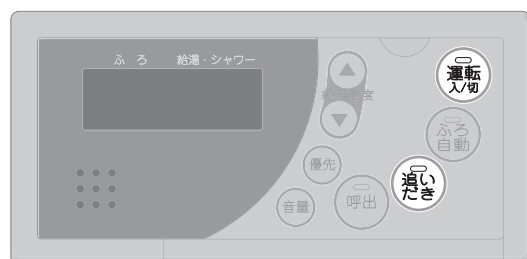 ふろ 給湯・シャワー
運転
入/切
ふろ
自動
優先
追い
だき
音量
呼出